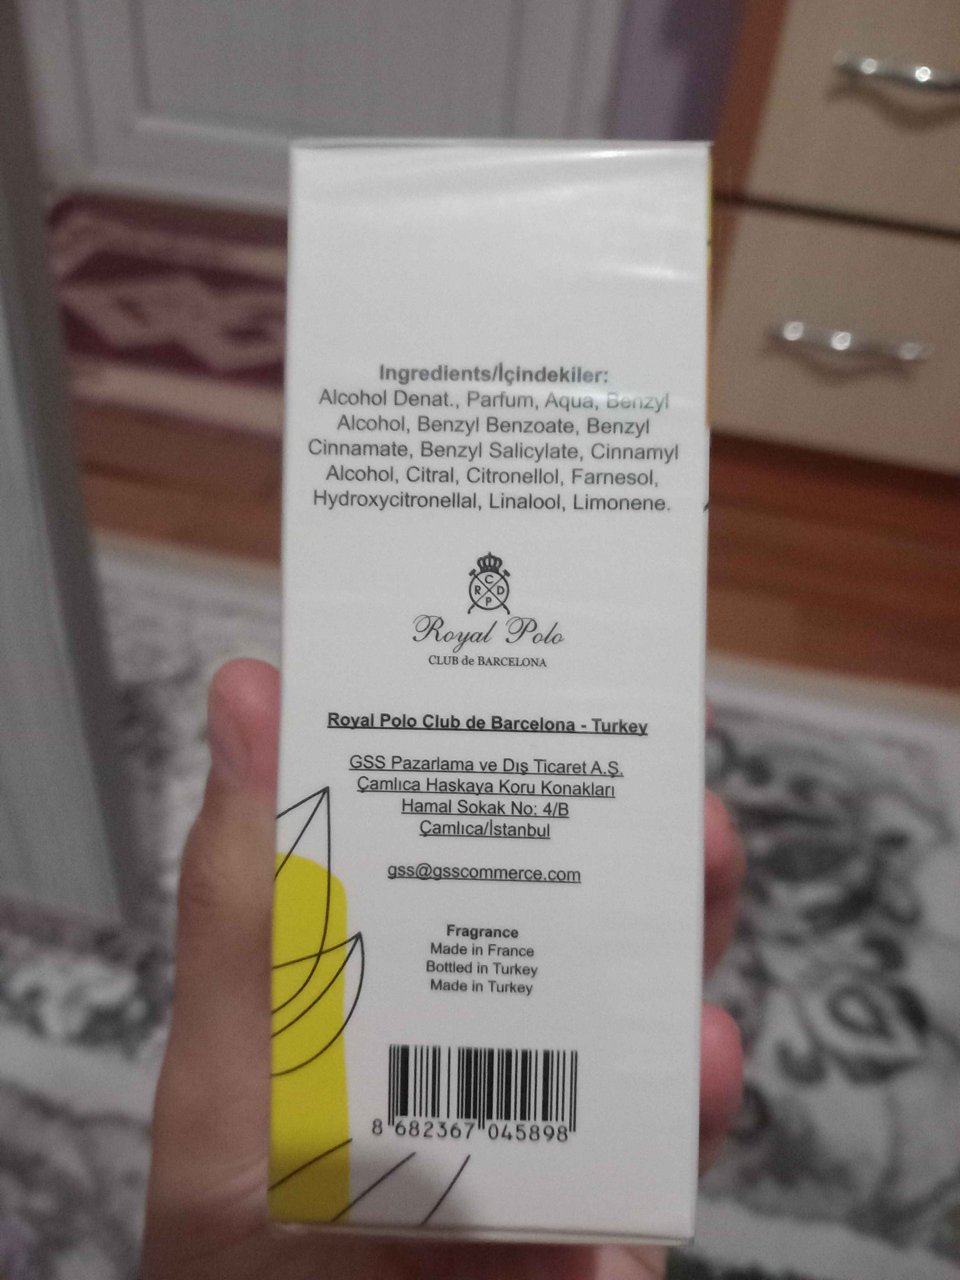 Ingredients/İçindekiler:
Alcohol Denat., Parfum, Aqua, Benzyl
Alcohol, Benzyl Benzoate, Benzyl
Cinnamate, Benzyl Salicylate, Cinnamyl
Alcohol, Citral, Citronellol, Farnesol,
Hydroxycitronellal, Linalool, Limonene.
C
R D
P
Royal Polo
CLUB de BARCELONA
Royal Polo Club de Barcelona - Turkey
GSS Pazarlama ve Dış Ticaret A.Ş.
Çamlıca Haskaya Koru Konakları
Hamal Sokak No: 4/B
Çamlıca/İstanbul
gss@gsscommerce.com
Fragrance
Made in France
Bottled in Turkey
Made in Turkey
8 682367 045898